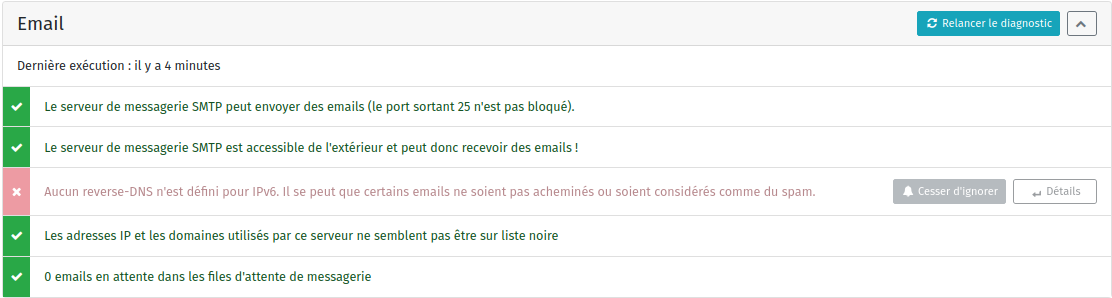 Email
Relancer le diagnostic
Dernière exécution : il y a 4 minutes
Le serveur de messagerie SMTP peut envoyer des emails (le port sortant 25 n'est pas bloqué).
Le serveur de messagerie SMTP est accessible de l'extérieur et peut donc recevoir des emails !
Aucun reverse-DNS n'est défini pour IPv6. Il se peut que certains emails ne soient pas acheminés ou soient considérés comme du spam.
Cesser d'ignorer
Détails
Les adresses IP et les domaines utilisés par ce serveur ne semblent pas être sur liste noire
0 emails en attente dans les files d'attente de messagerie